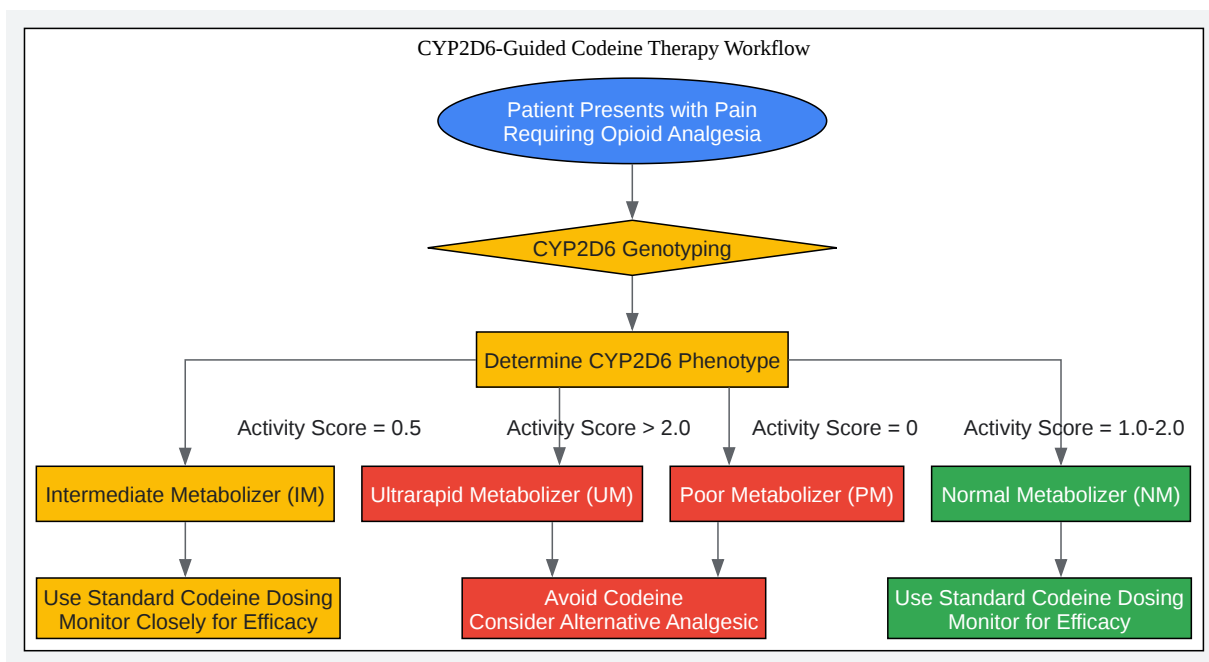 CYP2D6-Guided Codeine Therapy Workflow
Patient Presents with Pain
Requiring Opioid Analgesia
CYP2D6 Genotyping
Determine CYP2D6 Phenotype
Activity Score = 0.5
Activity Score > 2.0
Activity Score = 0
Activity Score = 1.0-2.0
Intermediate Metabolizer (IM)
Ultrarapid Metabolizer (UM)
Poor Metabolizer (PM)
Normal Metabolizer (NM)
Use Standard Codeine Dosing
Monitor Closely for Efficacy
Avoid Codeine
Consider Alternative Analgesic
Use Standard Codeine Dosing
Monitor for Efficacy